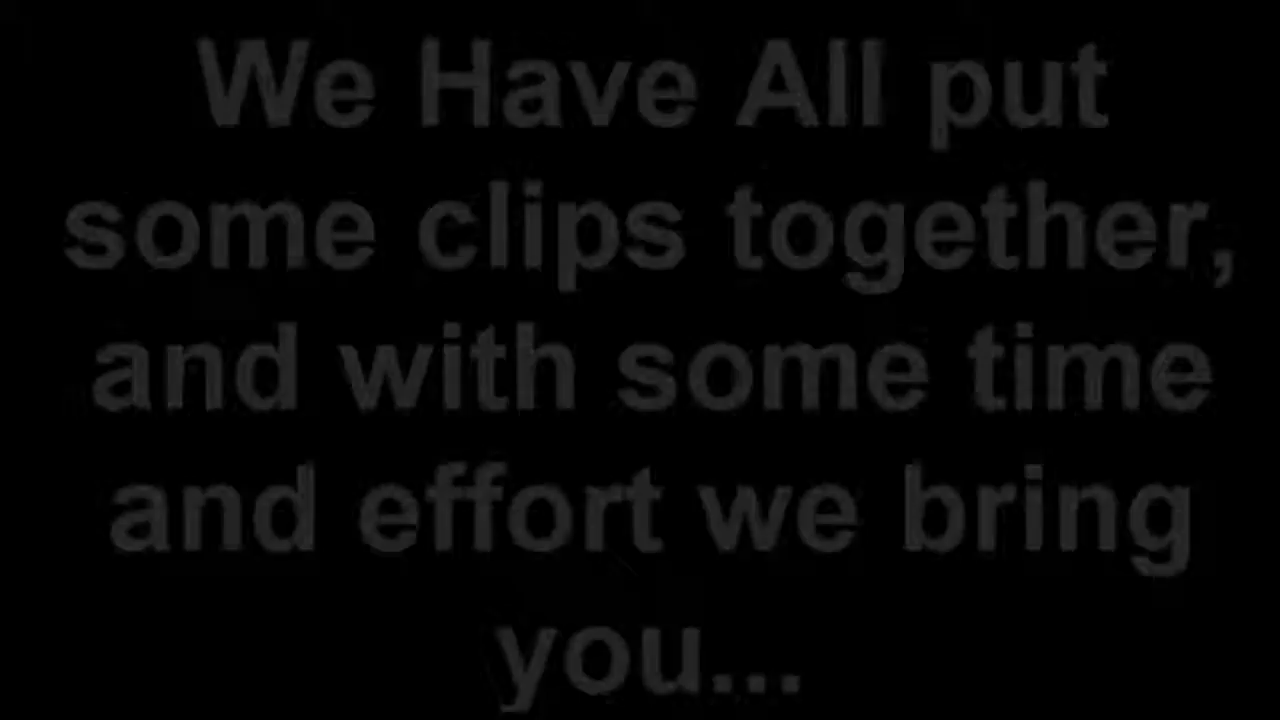 We Have All put
some clips together,
and with some time
and effort we bring
you...